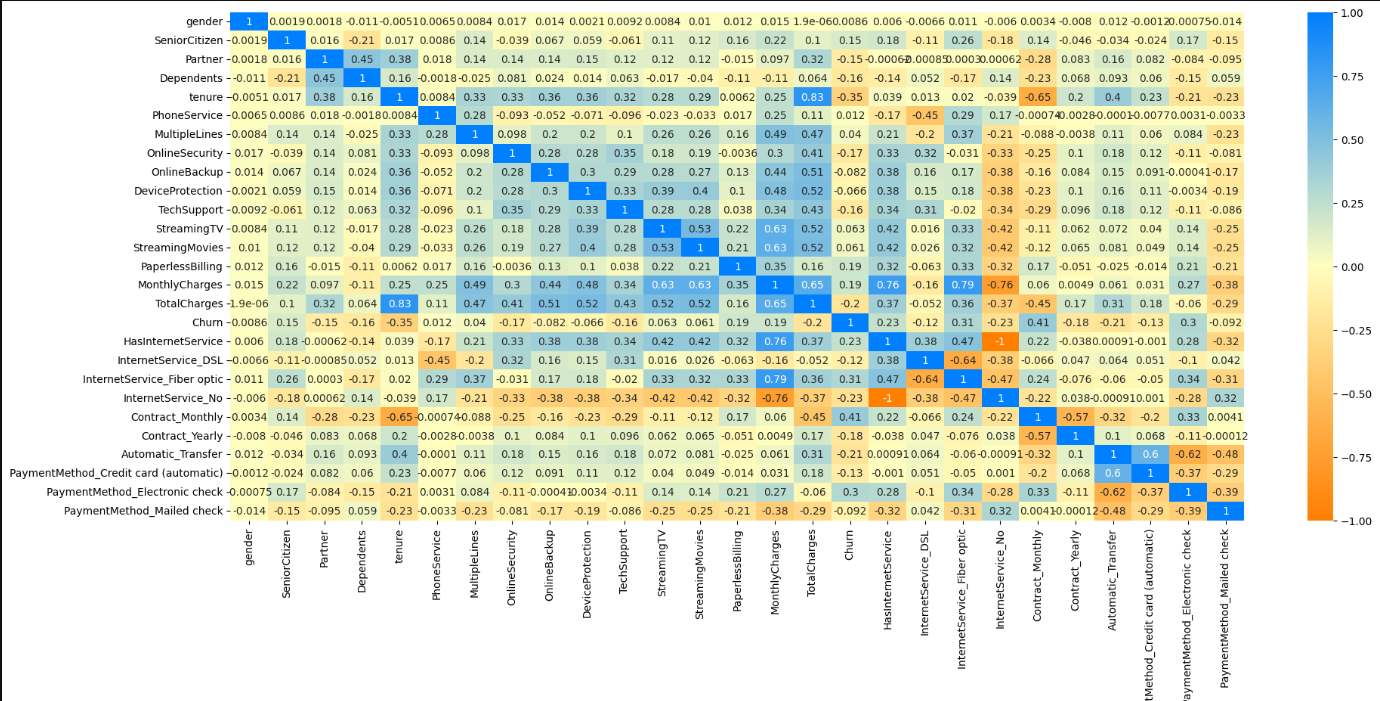 gender 1 0.0019 0.0018 -0.011 -0.0051 0.0065 0.0084 0.017 0.014 0.0021 0.0092 0.0084 0.01 0.012 0.015 1.9e-06 0.0086 0.006 -0.0066 0.011 -0.006 0.0034 -0.008 0.012 -0.0012 -0.00075 -0.014 1.00
SeniorCitizen 0.0019 1 0.016 -0.21 0.017 0.0086 0.14 -0.039 0.067 0.059 -0.061 0.11 0.12 0.16 0.22 0.1 0.15 0.18 -0.11 0.26 -0.18 0.14 -0.046 -0.034 -0.024 0.17 -0.15
Partner -0.0018 0.016 1 0.45 0.38 0.018 0.14 0.14 0.14 0.15 0.12 0.12 0.12 -0.015 0.097 0.32 -0.15 -0.00062 -0.00085 0.0003 0.00062 -0.28 0.083 0.16 0.082 -0.084 -0.095
Dependents -0.011 -0.21 0.45 1 0.16 -0.0018 -0.025 0.081 0.024 0.014 0.063 -0.017 -0.04 -0.11 -0.11 0.064 -0.16 -0.14 0.052 -0.17 0.14 -0.23 0.068 0.093 0.06 -0.15 0.059 0.75
tenure -0.0051 0.017 0.38 0.16 1 0.0084 0.33 0.33 0.36 0.36 0.32 0.28 0.29 0.0062 0.25 0.83 -0.35 0.039 0.013 0.02 -0.039 -0.65 0.2 0.4 0.23 -0.21 -0.23
PhoneService -0.0065 0.0086 0.018 -0.0018 0.0084 1 0.28 -0.093 -0.052 -0.071 -0.096 -0.023 -0.033 0.017 0.25 0.11 0.012 -0.17 -0.45 0.29 0.17 -0.00074 -0.0028 -0.0001 -0.0077 0.0031 -0.0033
MultipleLines 0.0084 0.14 0.14 -0.025 0.33 0.28 1 0.098 0.2 0.2 0.1 0.26 0.26 0.16 0.49 0.47 0.04 0.21 -0.2 0.37 -0.21 -0.088 -0.0038 0.11 0.06 0.084 -0.23 0.50
OnlineSecurity 0.017 -0.039 0.14 0.081 0.33 -0.093 0.098 1 0.28 0.28 0.35 0.18 0.19 -0.0036 0.3 0.41 -0.17 0.33 0.32 -0.031 -0.33 -0.25 0.1 0.18 0.12 -0.11 -0.081
OnlineBackup 0.014 0.067 0.14 0.024 0.36 -0.052 0.2 0.28 1 0.3 0.29 0.28 0.27 0.13 0.44 0.51 -0.082 0.38 0.16 0.17 -0.38 -0.16 0.084 0.15 0.091 -0.00041 -0.17
DeviceProtection 0.0021 0.059 0.15 0.014 0.36 -0.071 0.2 0.28 0.3 1 0.33 0.39 0.4 0.1 0.48 0.52 -0.066 0.38 0.15 0.18 -0.38 -0.23 0.1 0.16 0.11 -0.0034 -0.19 0.25
TechSupport -0.0092 -0.061 0.12 0.063 0.32 -0.096 0.1 0.35 0.29 0.33 1 0.28 0.28 0.038 0.34 0.43 -0.16 0.34 0.31 -0.02 -0.34 -0.29 0.096 0.18 0.12 -0.11 -0.086
StreamingTV -0.0084 0.11 0.12 -0.017 0.28 -0.023 0.26 0.18 0.28 0.39 0.28 1 0.53 0.22 0.63 0.52 0.063 0.42 0.016 0.33 -0.42 -0.11 0.062 0.072 0.04 0.14 -0.25
StreamingMovies 0.01 0.12 0.12 -0.04 0.29 -0.033 0.26 0.19 0.27 0.4 0.28 0.53 1 0.21 0.63 0.52 0.061 0.42 0.026 0.32 -0.42 -0.12 0.065 0.081 0.049 0.14 -0.25
PaperlessBilling 0.012 0.16 -0.015 -0.11 0.0062 0.017 0.16 -0.0036 0.13 0.1 0.038 0.22 0.21 1 0.35 0.16 0.19 0.32 -0.063 0.33 -0.32 0.17 -0.051 -0.025 -0.014 0.21 -0.21 0.00
MonthlyCharges 0.015 0.22 0.097 -0.11 0.25 0.25 0.49 0.3 0.44 0.48 0.34 0.63 0.63 0.35 1 0.65 0.19 0.76 -0.16 0.79 -0.76 0.06 0.0049 0.061 0.031 0.27 -0.38
TotalCharges 1.9e-06 0.1 0.32 0.064 0.83 0.11 0.47 0.41 0.51 0.52 0.43 0.52 0.52 0.16 0.65 1 -0.2 0.37 -0.052 0.36 -0.37 -0.45 0.17 0.31 0.18 -0.06 -0.29
Churn -0.0086 0.15 -0.15 -0.16 -0.35 0.012 0.04 -0.17 -0.082 -0.066 -0.16 0.063 0.061 0.19 0.19 -0.2 1 0.23 -0.12 0.31 -0.23 0.41 -0.18 -0.21 -0.13 0.3 -0.092 -0.25
HasInternetService 0.006 0.18 -0.00062 -0.14 0.039 -0.17 0.21 0.33 0.38 0.38 0.34 0.42 0.42 0.32 0.76 0.37 0.23 1 0.38 0.47 -1 0.22 -0.038 0.00091 -0.001 0.28 -0.32
InternetService_DSL -0.0066 -0.11 -0.00085 0.052 0.013 -0.45 -0.2 0.32 0.16 0.15 0.31 0.016 0.026 -0.063 -0.16 -0.052 -0.12 0.38 1 -0.64 -0.38 -0.066 0.047 0.064 0.051 -0.1 0.042
InternetService_Fiber optic 0.011 0.26 0.0003 -0.17 0.02 0.29 0.37 -0.031 0.17 0.18 -0.02 0.33 0.32 0.33 0.79 0.36 0.31 0.47 -0.64 1 -0.47 0.24 -0.076 -0.06 -0.05 0.34 -0.31
InternetService_No -0.006 -0.18 0.00062 0.14 -0.039 0.17 -0.21 -0.33 -0.38 -0.38 -0.34 -0.42 -0.42 -0.32 -0.76 -0.37 -0.23 -1 -0.38 -0.47 1 -0.22 0.038 -0.00091 0.001 -0.28 0.32 -0.50
Contract_Monthly 0.0034 0.14 -0.28 -0.23 -0.65 -0.00074 -0.088 -0.25 -0.16 -0.23 -0.29 -0.11 -0.12 0.17 0.06 -0.45 0.41 0.22 -0.066 0.24 -0.22 1 -0.57 -0.32 -0.2 0.33 0.0041
Contract_Yearly -0.008 -0.046 0.083 0.068 0.2 -0.0028 -0.0038 0.1 0.084 0.1 0.096 0.062 0.065 -0.051 0.0049 0.17 -0.18 -0.038 0.047 -0.076 0.038 -0.57 1 0.1 0.068 -0.11 -0.00012
Automatic_Transfer 0.012 -0.034 0.16 0.093 0.4 -0.0001 0.11 0.18 0.15 0.16 0.18 0.072 0.081 -0.025 0.061 0.31 -0.21 0.00091 0.064 -0.06 -0.00091 -0.32 0.1 1 0.6 -0.62 -0.48 -0.75
PaymentMethod_Credit card (automatic) -0.0012 -0.024 0.082 0.06 0.23 -0.0077 0.06 0.12 0.091 0.11 0.12 0.04 0.049 -0.014 0.031 0.18 -0.13 -0.001 0.051 -0.05 0.001 -0.2 0.068 0.6 1 -0.37 -0.29
PaymentMethod_Electronic check -0.00075 0.17 -0.084 -0.15 -0.21 0.0031 0.084 -0.11 -0.00041 -0.0034 -0.11 0.14 0.14 0.21 0.27 -0.06 0.3 0.28 -0.1 0.34 -0.28 0.33 -0.11 -0.62 -0.37 1 -0.39
PaymentMethod_Mailed check -0.014 -0.15 -0.095 0.059 -0.23 -0.0033 -0.23 -0.081 -0.17 -0.19 -0.086 -0.25 -0.25 -0.21 -0.38 -0.29 -0.092 -0.32 0.042 -0.31 0.32 0.0041 -0.00012 -0.48 -0.29 -0.39 1 -1.00
gender
SeniorCitizen
Partner
Dependents
tenure
PhoneService
MultipleLines
OnlineSecurity
OnlineBackup
DeviceProtection
TechSupport
StreamingTV
StreamingMovies
PaperlessBilling
MonthlyCharges
TotalCharges
Churn
HasInternetService
InternetService_DSL
InternetService_Fiber optic
InternetService_No
Contract_Monthly
Contract_Yearly
Automatic_Transfer
tMethod_Credit card (automatic)
aymentMethod_Electronic check
PaymentMethod_Mailed check